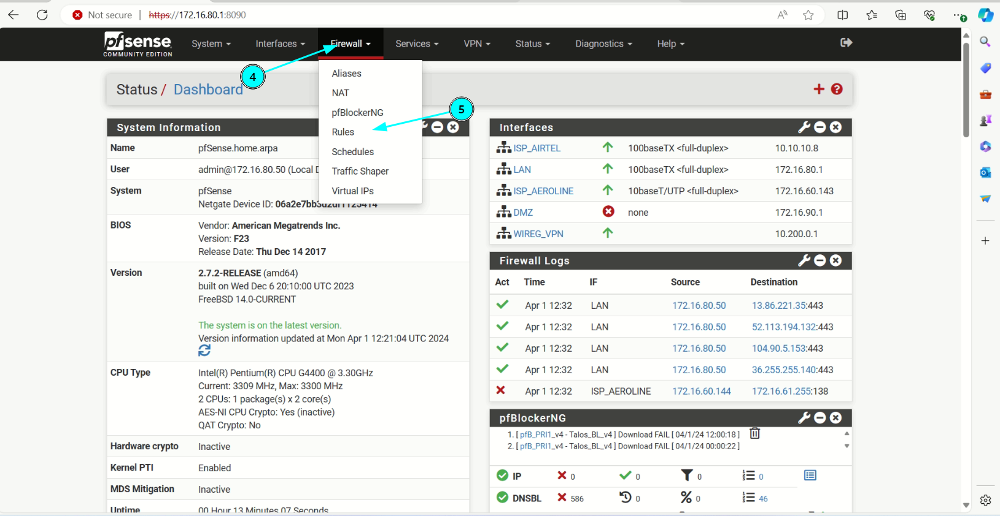 Not secure | https://172.16.80.1:8090
pfsense
COMMUNITY EDITION
System Interfaces Firewall Services VPN Status Diagnostics Help
4
Aliases
NAT
pfBlockerNG
Rules
Schedules
Traffic Shaper
Virtual IPs
5
Status / Dashboard
System Information
Name pfSense.home.arpa
User admin@172.16.80.50 (Local
System pfSense
Netgate Device ID:
BIOS Vendor: American Megatrends Inc.
Version: F23
Release Date: Thu Dec 14 2017
Version 2.7.2-RELEASE (amd64)
built on Wed Dec 6 20:10:00 UTC 2023
FreeBSD 14.0-CURRENT
The system is on the latest version.
Version information updated at Mon Apr 1 12:21:04 UTC 2024
CPU Type Intel(R) Pentium(R) CPU G4400 @ 3.30GHz
Current: 3309 MHz, Max: 3300 MHz
2 CPUs: 1 package(s) x 2 core(s)
AES-NI CPU Crypto: Yes (inactive)
QAT Crypto: No
Hardware crypto Inactive
Kernel PTI Enabled
MDS Mitigation Inactive
Uptime 00 Hour 13 Minutes 07 Seconds
Interfaces
ISP_AIRTEL 100baseTX <full-duplex> 10.10.10.8
LAN 100baseTX <full-duplex> 172.16.80.1
ISP_AEROLINE 10baseT/UTP <full-duplex> 172.16.60.143
DMZ none 172.16.90.1
WIREG_VPN 10.200.0.1
Firewall Logs
Act Time IF Source Destination
Apr 1 12:32 LAN 172.16.80.50 13.86.221.35:443
Apr 1 12:32 LAN 172.16.80.50 52.113.194.132:443
Apr 1 12:32 LAN 172.16.80.50 104.90.5.153:443
Apr 1 12:32 LAN 172.16.80.50 36.255.255.140:443
Apr 1 12:32 ISP_AEROLINE 172.16.60.144 172.16.61.255:138
pfBlockerNG
1. [ pfB_PRI1_v4 - Talos_BL_v4 ] Download FAIL [ 04/1/24 12:00:18 ]
2. [ pfB_PRI1_v4 - Talos_BL_v4 ] Download FAIL [ 04/1/24 00:00:22 ]
IP 0 0 0 0
DNSBL 586 0 % 0 46